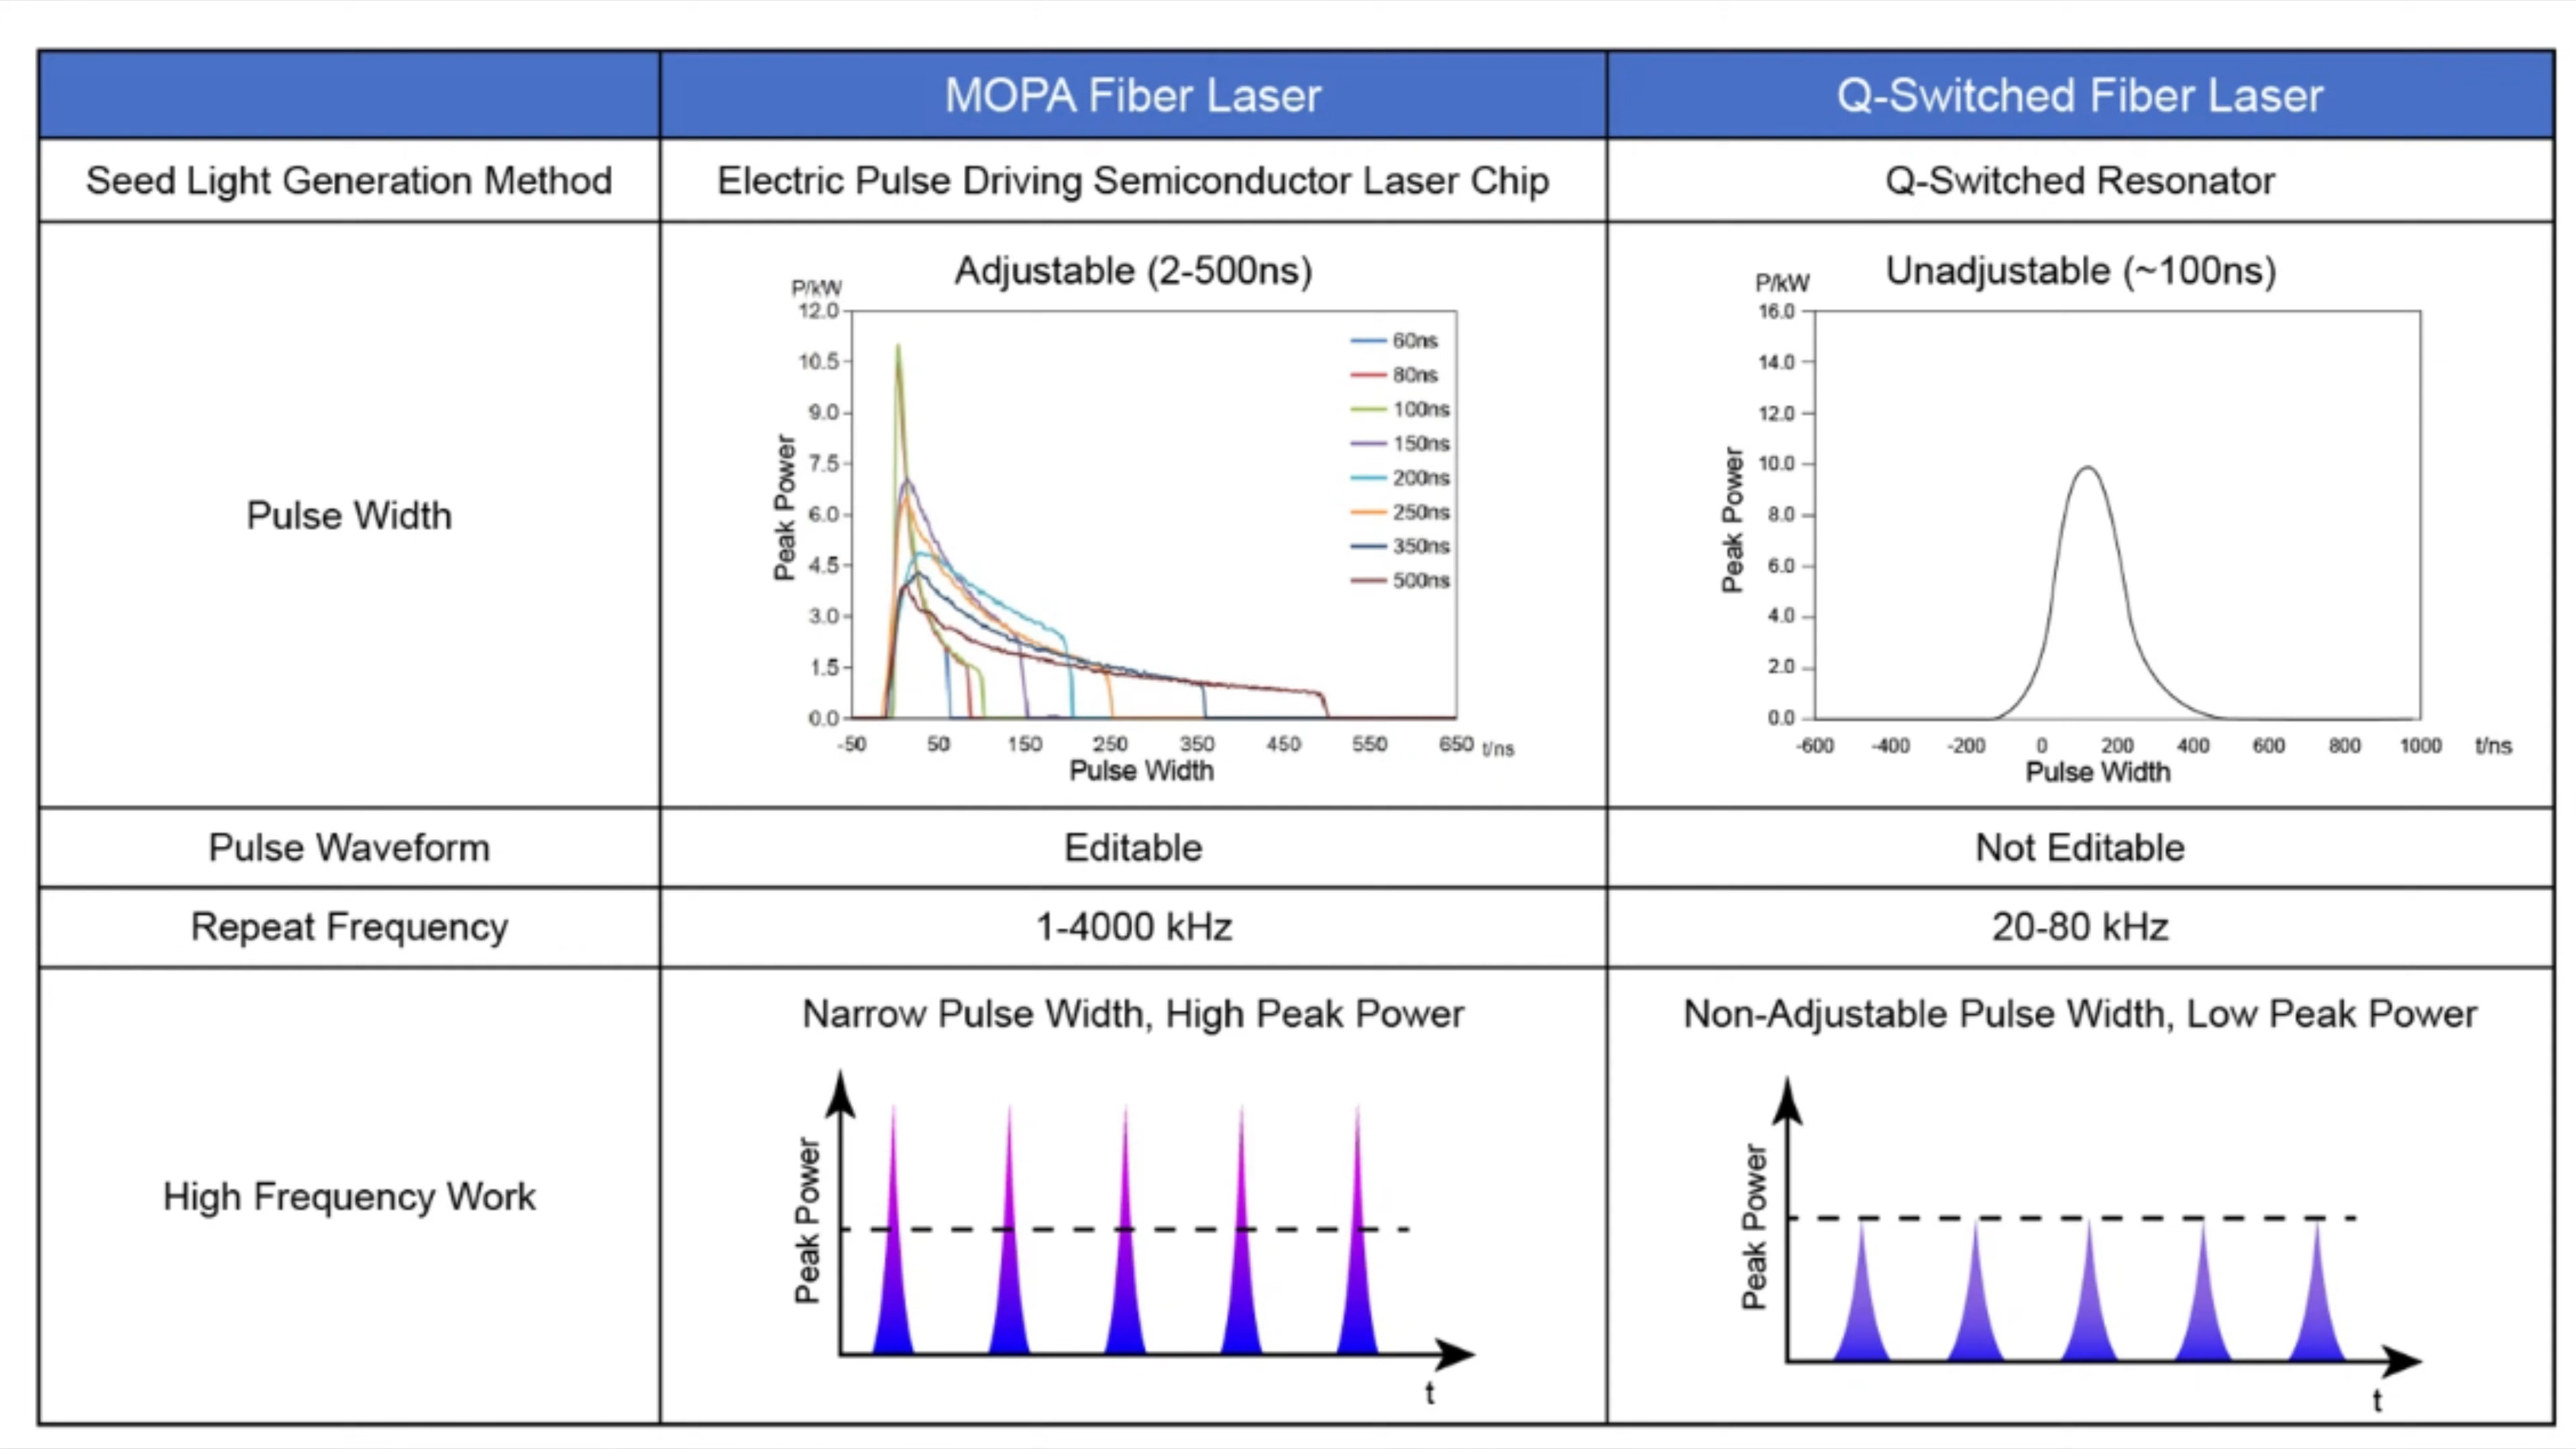 MOPA Fiber Laser
Q-Switched Fiber Laser
Seed Light Generation Method
Electric Pulse Driving Semiconductor Laser Chip
Q-Switched Resonator
Pulse Width
Adjustable (2-500ns)
P/kW
12.0
10.5
9.0
7.5
6.0
4.5
3.0
1.5
0.0
Peak Power
60ns
80ns
100ns
150ns
200ns
250ns
350ns
500ns
-50 50 150 250 350 450 550 650 t/ns
Pulse Width
Unadjustable (~100ns)
P/kW
16.0
14.0
12.0
10.0
8.0
6.0
4.0
2.0
0.0
Peak Power
-600 -400 -200 0 200 400 600 800 1000 t/ns
Pulse Width
Pulse Waveform
Editable
Not Editable
Repeat Frequency
1-4000 kHz
20-80 kHz
High Frequency Work
Narrow Pulse Width, High Peak Power
Peak Power
t
Non-Adjustable Pulse Width, Low Peak Power
Peak Power
t